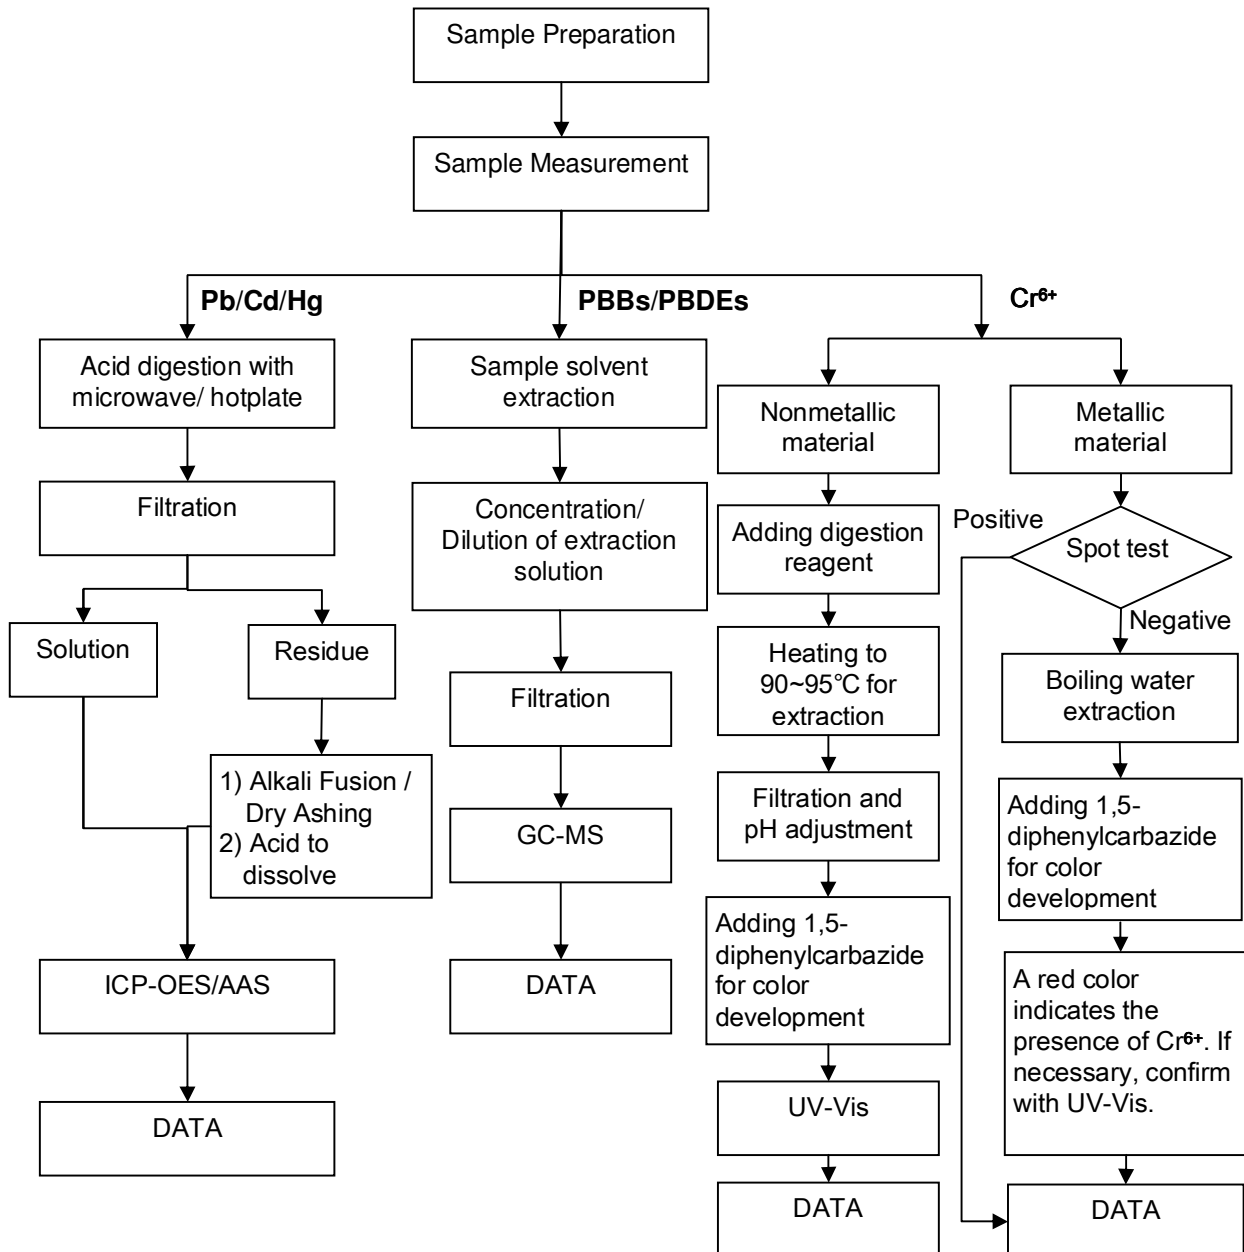 Sample Preparation
Sample Measurement
Pb/Cd/Hg
PBBs/PBDEs
Cr⁶⁺
Acid digestion with
microwave/ hotplate
Filtration
Solution
Residue
1) Alkali Fusion /
Dry Ashing
2) Acid to
dissolve
ICP-OES/AAS
DATA
Sample solvent
extraction
Concentration/
Dilution of extraction
solution
Filtration
GC-MS
DATA
Nonmetallic
material
Adding digestion
reagent
Heating to
90~95℃ for
extraction
Filtration and
pH adjustment
Adding 1,5-
diphenylcarbazide
for color
development
UV-Vis
DATA
Metallic
material
Positive
Spot test
Negative
Boiling water
extraction
Adding 1,5-
diphenylcarbazide
for color
development
A red color
indicates the
presence of Cr⁶⁺. If
necessary, confirm
with UV-Vis.
DATA